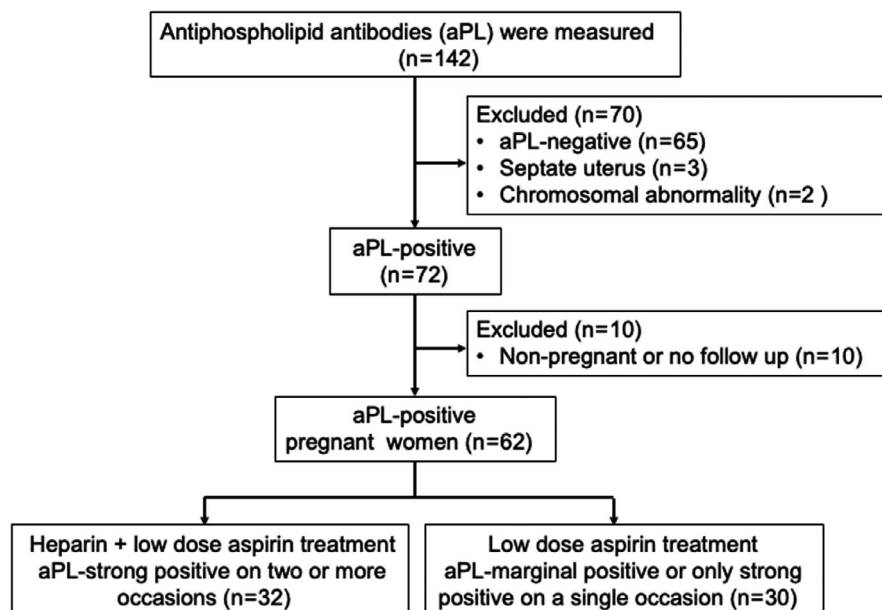 Antiphospholipid antibodies (aPL) were measured
(n=142)
Excluded (n=70)
• aPL-negative (n=65)
• Septate uterus (n=3)
• Chromosomal abnormality (n=2 )
aPL-positive
(n=72)
Excluded (n=10)
• Non-pregnant or no follow up (n=10)
aPL-positive
pregnant women (n=62)
Heparin + low dose aspirin treatment
aPL-strong positive on two or more
occasions (n=32)
Low dose aspirin treatment
aPL-marginal positive or only strong
positive on a single occasion (n=30)